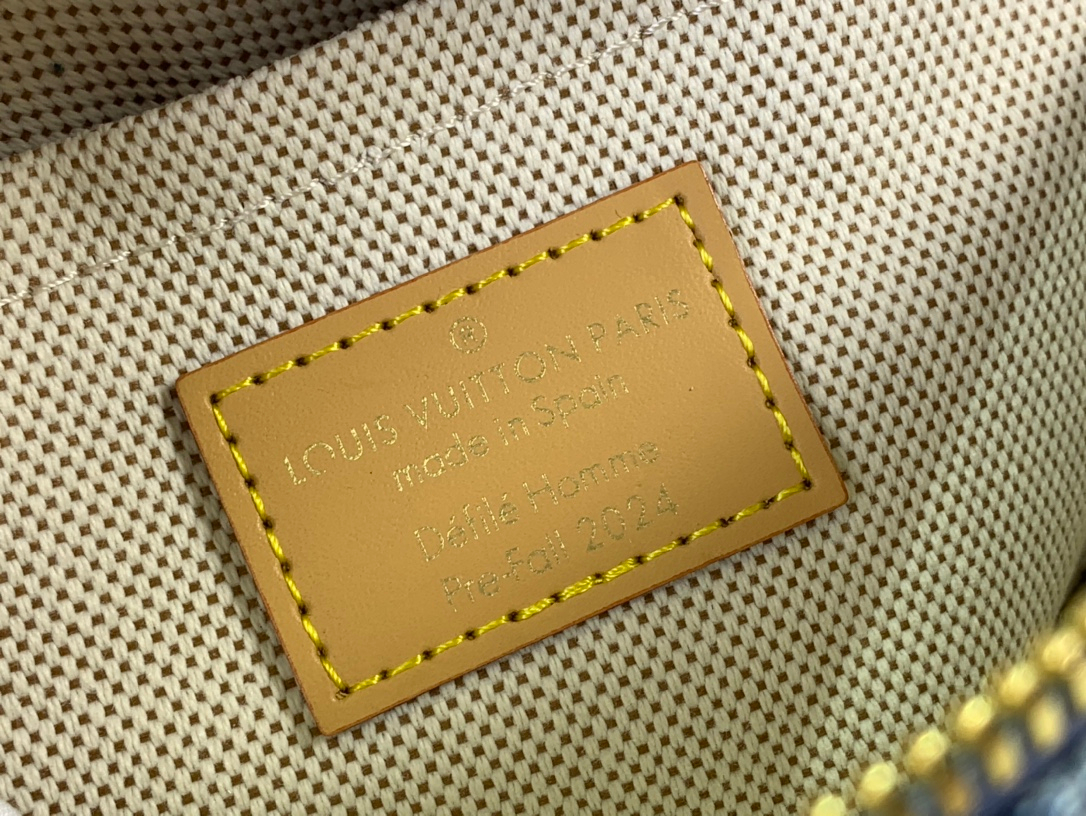 ®
LOUIS VUITTON PARIS
made in Spain
Défilé Homme
Pre-Fall 2024